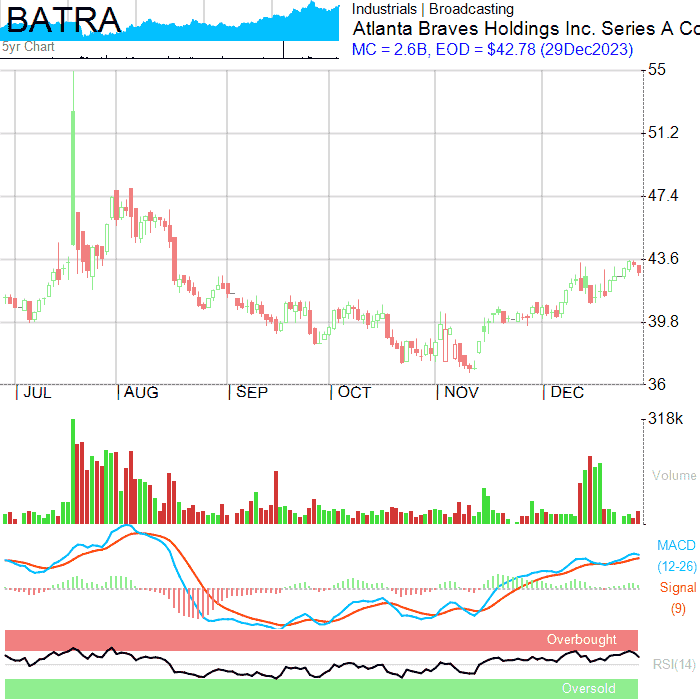 BATRA
5yr Chart
Industrials | Broadcasting
Atlanta Braves Holdings Inc. Series A Co
MC = 2.6B, EOD = $42.78 (29Dec2023)
55
51.2
47.4
43.6
39.8
36
JUL
AUG
SEP
OCT
NOV
DEC
318k
Volume
MACD
(12-26)
Signal
(9)
Overbought
RSI(14)
Oversold